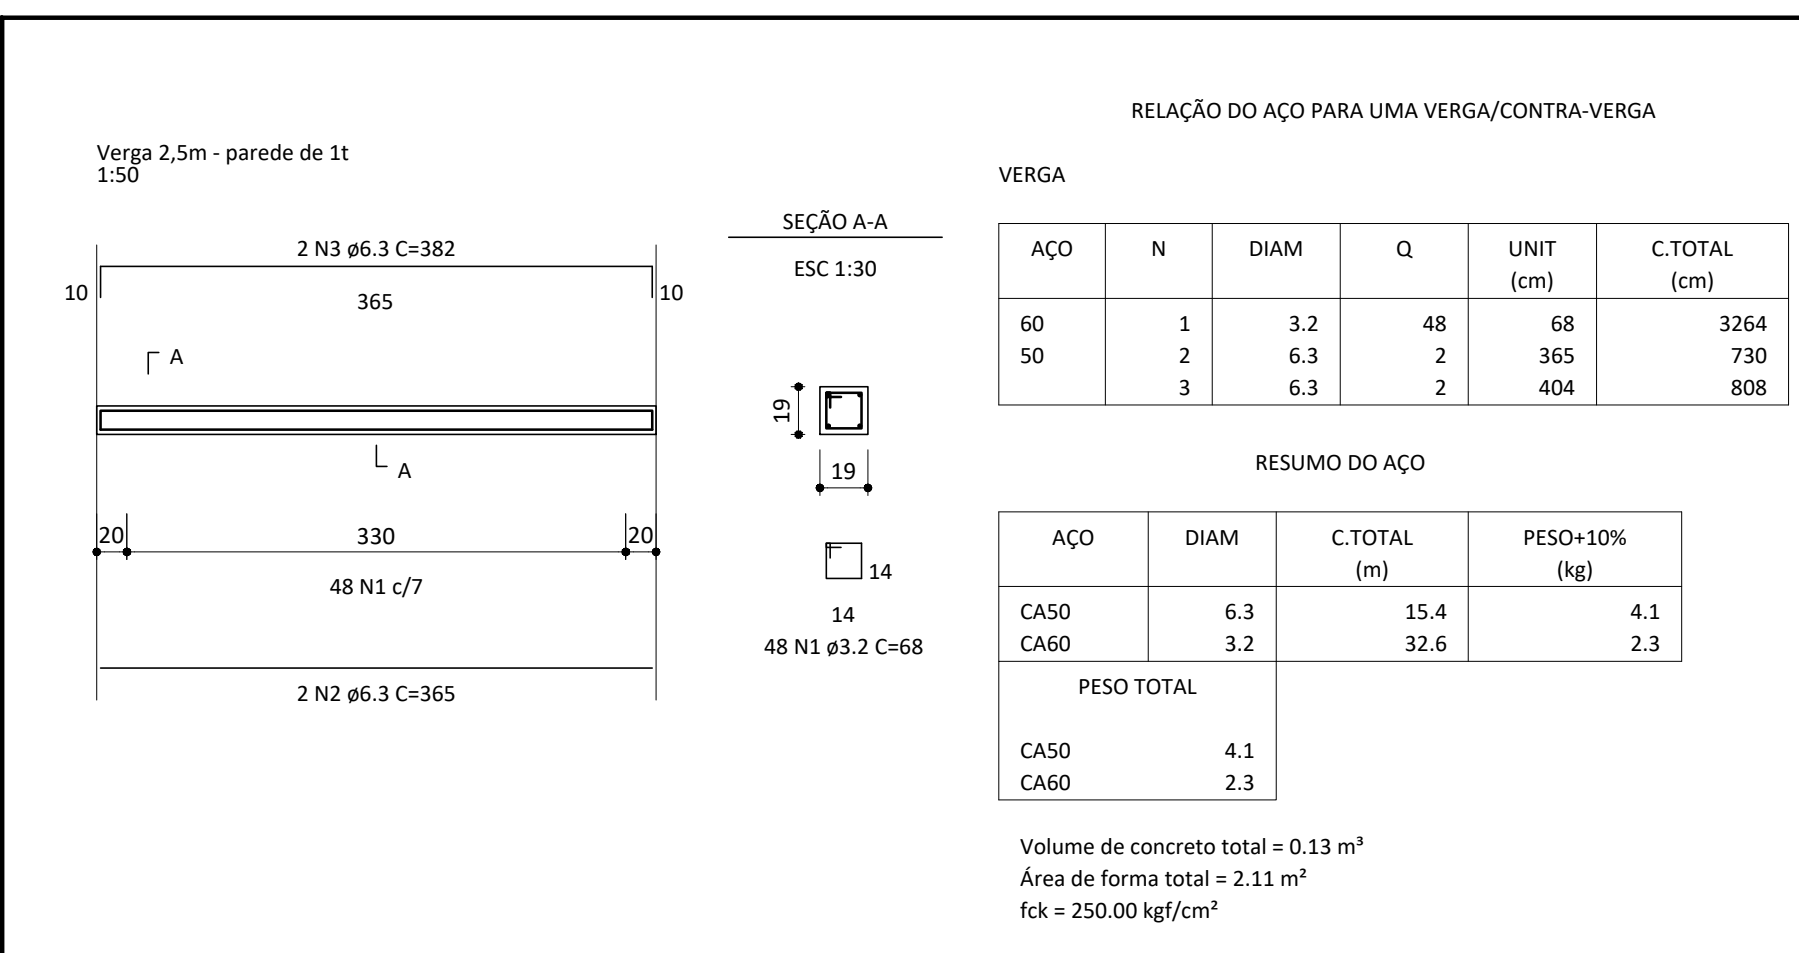 RELAÇÃO DO AÇO PARA UMA VERGA/CONTRA-VERGA
Verga 2,5m - parede de 1t
1:50
2 N3 ø6.3 C=382
10
365
10
A
A
20
330
20
48 N1 c/7
2 N2 ø6.3 C=365
SEÇÃO A-A
ESC 1:30
19
19
14
14
48 N1 ø3.2 C=68
VERGA
AÇO N DIAM Q UNIT C.TOTAL
(cm) (cm)
60 1 3.2 48 68 3264
50 2 6.3 2 365 730
3 6.3 2 404 808
RESUMO DO AÇO
AÇO DIAM C.TOTAL PESO+10%
(m) (kg)
CA50 6.3 15.4 4.1
CA60 3.2 32.6 2.3
PESO TOTAL
CA50 4.1
CA60 2.3
Volume de concreto total = 0.13 m³
Área de forma total = 2.11 m²
fck = 250.00 kgf/cm²